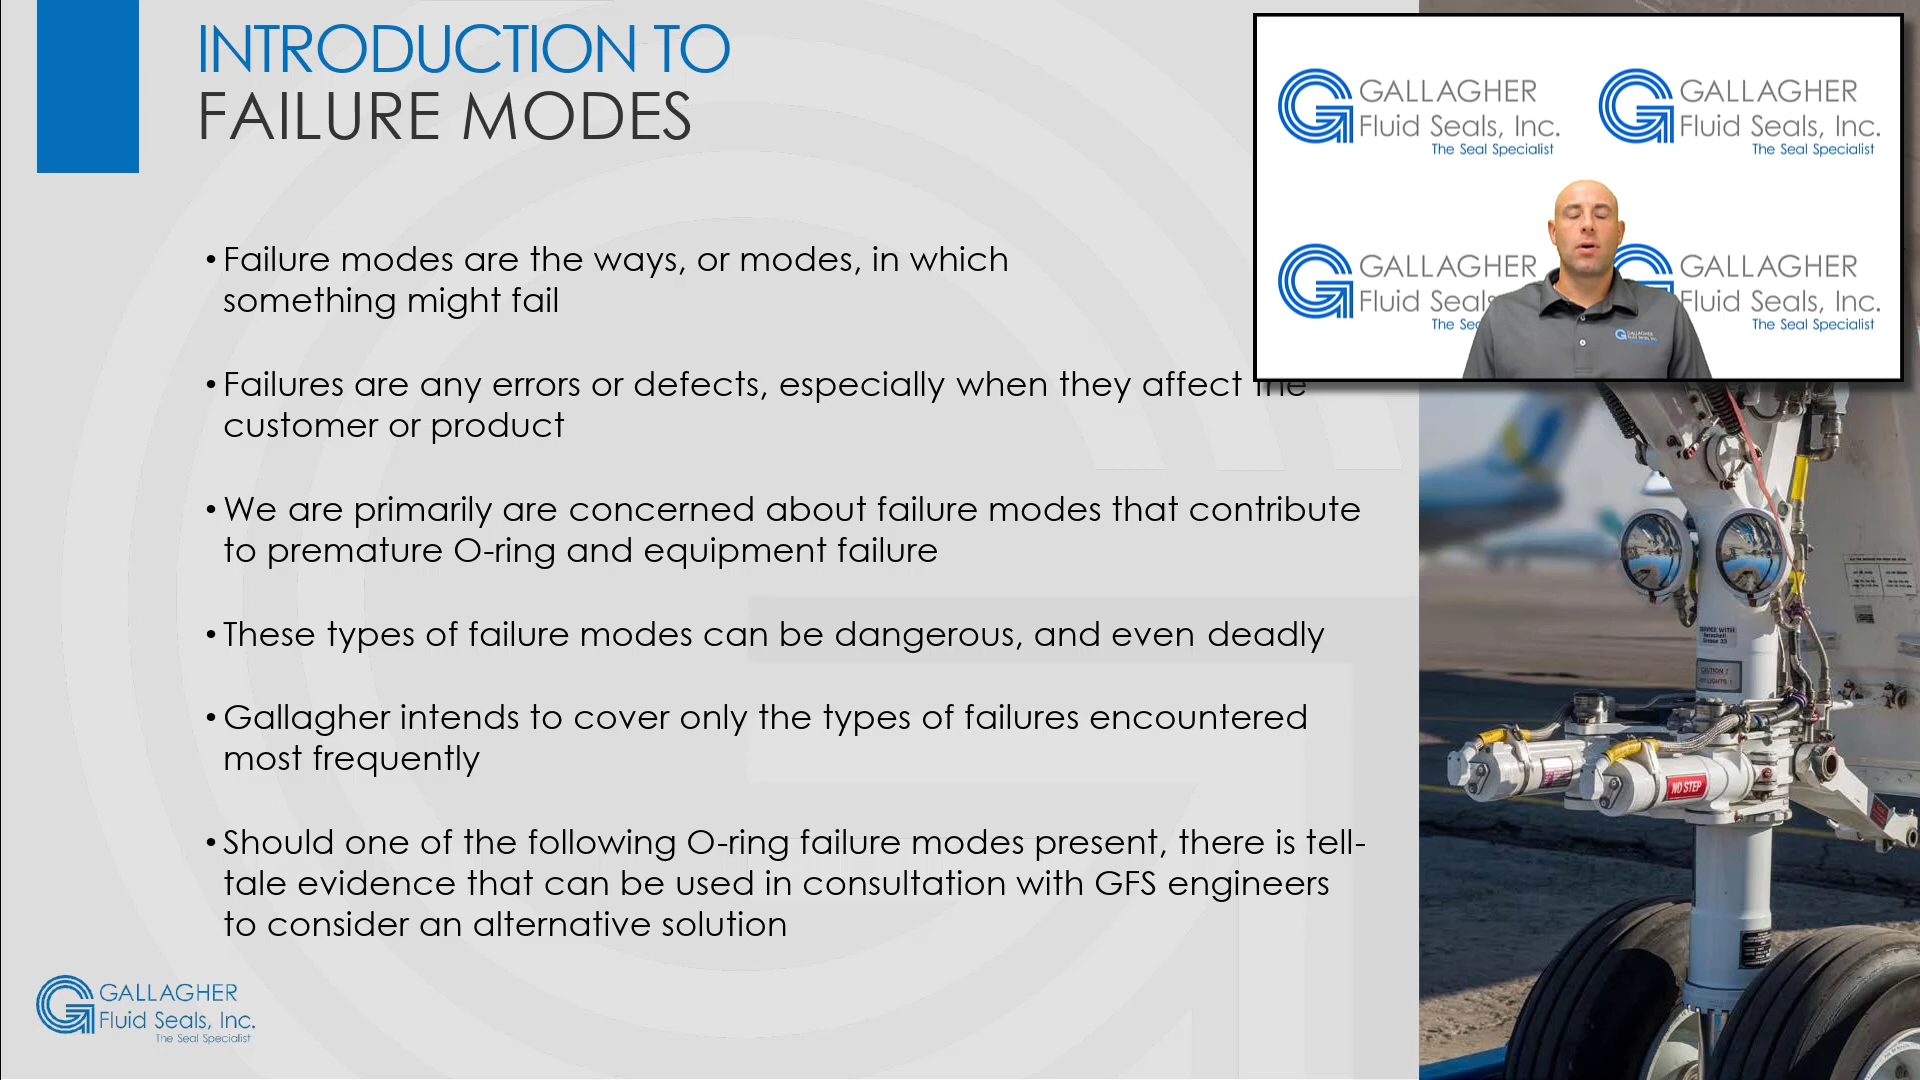 INTRODUCTION TO
FAILURE MODES
• Failure modes are the ways, or modes, in which
something might fail
• Failures are any errors or defects, especially when they affect the
customer or product
• We are primarily are concerned about failure modes that contribute
to premature O-ring and equipment failure
• These types of failure modes can be dangerous, and even deadly
• Gallagher intends to cover only the types of failures encountered
most frequently
• Should one of the following O-ring failure modes present, there is tell-
tale evidence that can be used in consultation with GFS engineers
to consider an alternative solution
GALLAGHER
Fluid Seals, Inc.
The Seal Specialist
GALLAGHER
Fluid Seals, Inc.
The Seal Specialist
GALLAGHER
Fluid Seals, Inc.
The Seal Specialist
GALLAGHER
Fluid Seals
The
GALLAGHER
Fluid Seals, Inc.
The Seal Specialist
GALLAGHER
SERVICE WITH
CAUTION
NO STEP